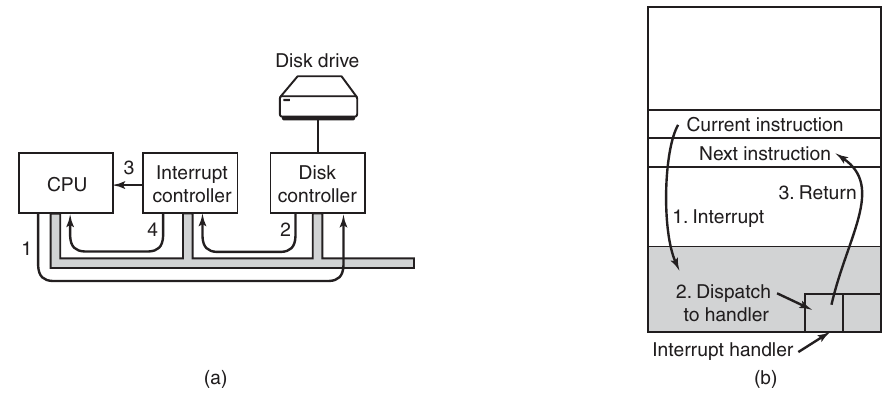 Disk drive
CPU
3
Interrupt
controller
Disk
controller
1
4
2
(a)
Current instruction
Next instruction
3. Return
1. Interrupt
2. Dispatch
to handler
Interrupt handler
(b)